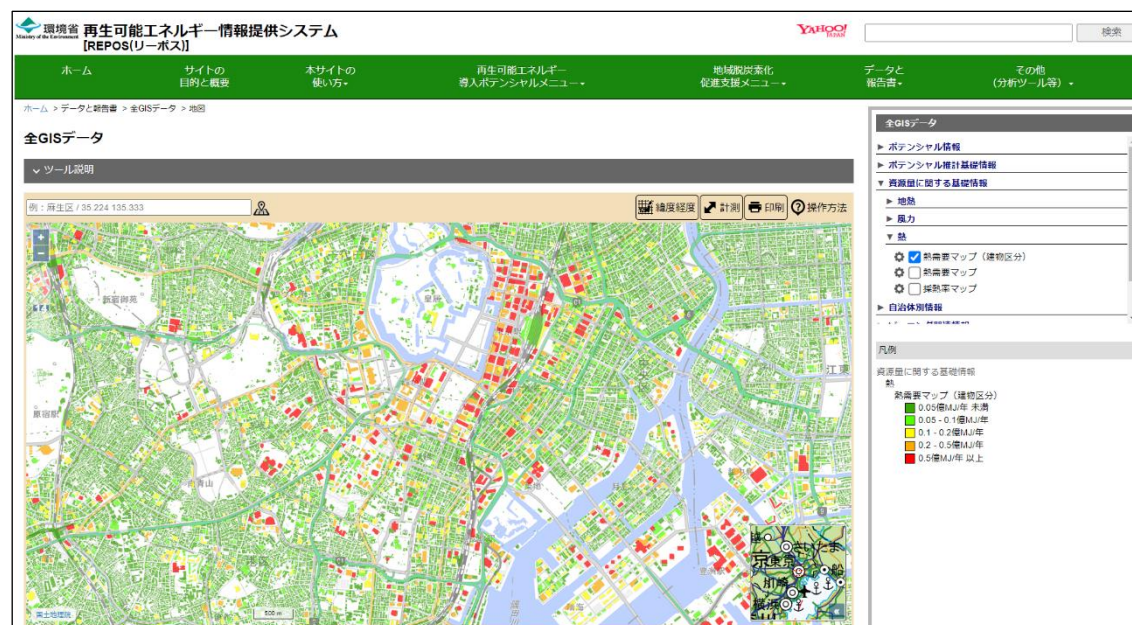 環境省
Ministry of the Environment
再生可能エネルギー情報提供システム
[REPOS(リーポス)]
YAHOO!
JAPAN
検索
ホーム
サイトの
目的と概要
本サイトの
使い方
再生可能エネルギー
導入ポテンシャルメニュー
地域脱炭素化
促進支援メニュー
データと
報告書
その他
(分析ツール等)
ホーム > データと報告書 > 全GISデータ > 地図
全GISデータ
ツール説明
例：麻生区 / 35.224 135.333
緯度経度
計測
印刷
操作方法
+
−
新宿御苑
皇居
江東
原宿駅
築地
国土地理院
500 m
さいたま
東京
川崎
横浜
船
全GISデータ
ポテンシャル情報
ポテンシャル推計基礎情報
資源量に関する基礎情報
地熱
風力
熱
熱需要マップ（建物区分）
熱需要マップ
採熱率マップ
自治体別情報
凡例
資源量に関する基礎情報
熱
熱需要マップ（建物区分）
0.05億MJ/年 未満
0.05 - 0.1億MJ/年
0.1 - 0.2億MJ/年
0.2 - 0.5億MJ/年
0.5億MJ/年 以上